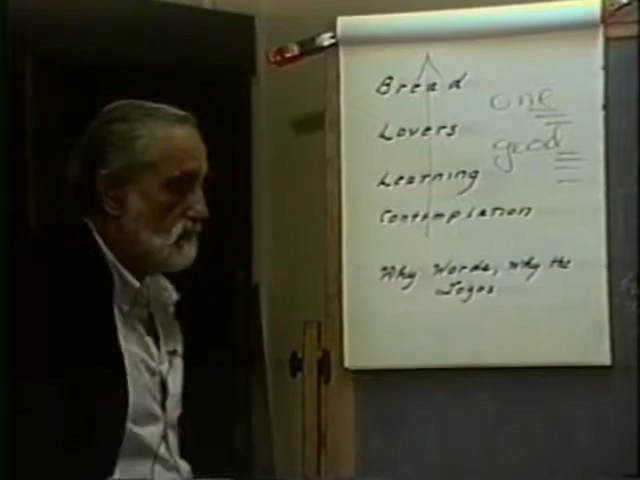 Bread
one
Lovers
good
Learning
Contemplation
Why Words, Why the
Logos